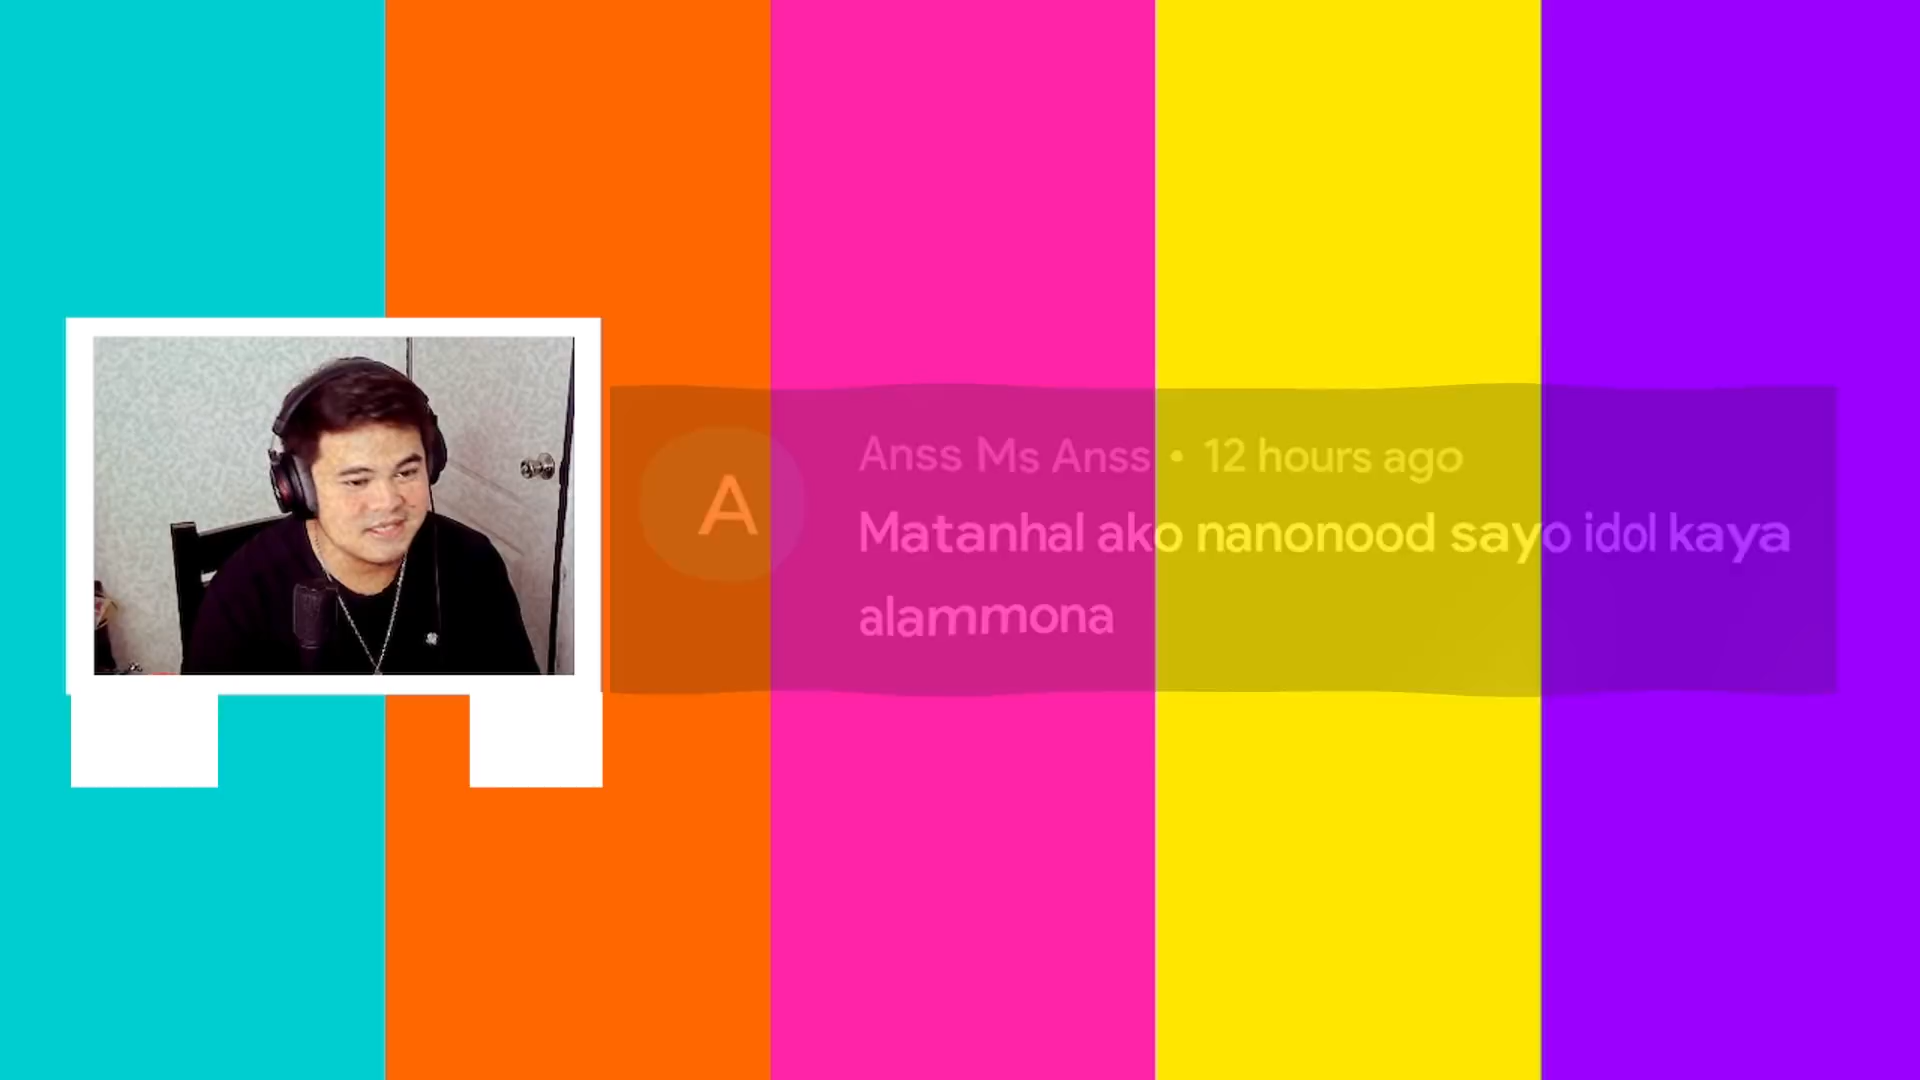 A
Anss Ms Anss • 12 hours ago
Matanhal ako nanonood sayo idol kaya
alammona